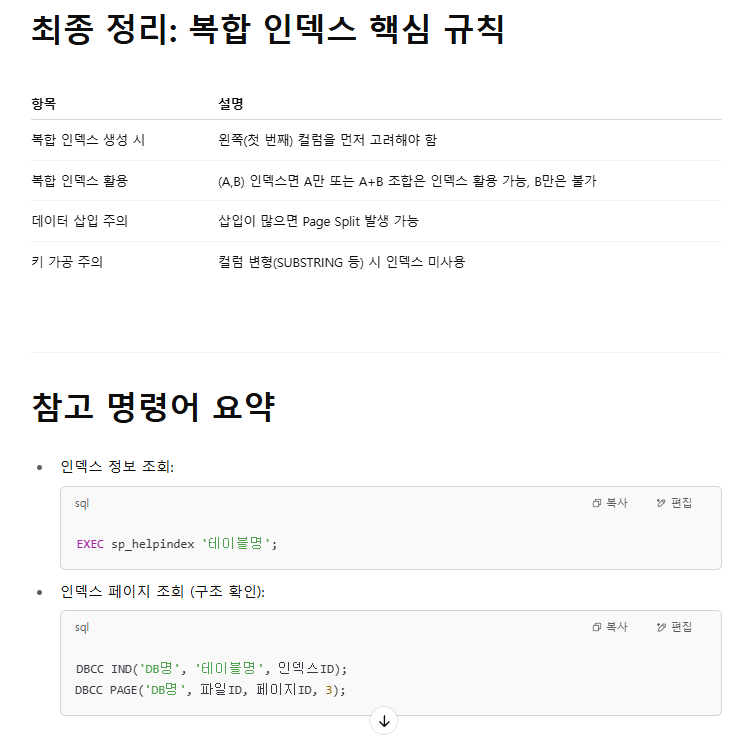 최종 정리: 복합 인덱스 핵심 규칙
항목 설명
복합 인덱스 생성 시 왼쪽(첫 번째) 컬럼을 먼저 고려해야 함
복합 인덱스 활용 (A,B) 인덱스면 A만 또는 A+B 조합은 인덱스 활용 가능, B만은 불가
데이터 삽입 주의 삽입이 많으면 Page Split 발생 가능
키 가공 주의 컬럼 변형(SUBSTRING 등) 시 인덱스 미사용
참고 명령어 요약
• 인덱스 정보 조회:
sql 복사 편집
EXEC sp_helpindex '테이블명';
• 인덱스 페이지 조회 (구조 확인):
sql 복사 편집
DBCC IND('DB명', '테이블명', 인덱스ID);
DBCC PAGE('DB명', 파일ID, 페이지ID, 3);